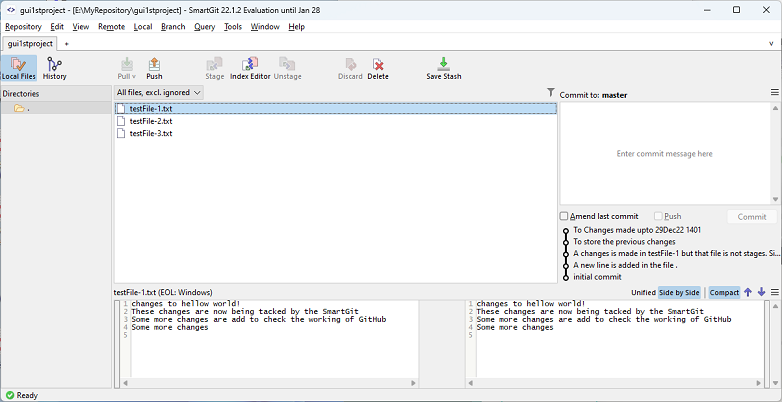 gui1stproject - [E:\MyRepository\gui1stproject] - SmartGit 22.1.2 Evaluation until Jan 28
Repository Edit View Remote Local Branch Query Tools Window Help
gui1stproject +
Local Files History Pull Push Stage Index Editor Unstage Discard Delete Save Stash
Directories
.
All files, excl. ignored
testFile-1.txt
testFile-2.txt
testFile-3.txt
Commit to: master
Enter commit message here
Amend last commit Push Commit
To Changes made upto 29Dec22 1401
To store the previous changes
A changes is made in testFile-1 but that file is not stages. Si...
A new line is added in the file .
initial commit
testFile-1.txt (EOL: Windows) Unified Side by Side Compact
1 changes to hellow world!
2 These changes are now being tacked by the SmartGit
3 Some more changes are add to check the working of GitHub
4 Some more changes
5
1 changes to hellow world!
2 These changes are now being tacked by the SmartGit
3 Some more changes are add to check the working of GitHub
4 Some more changes
5
Ready